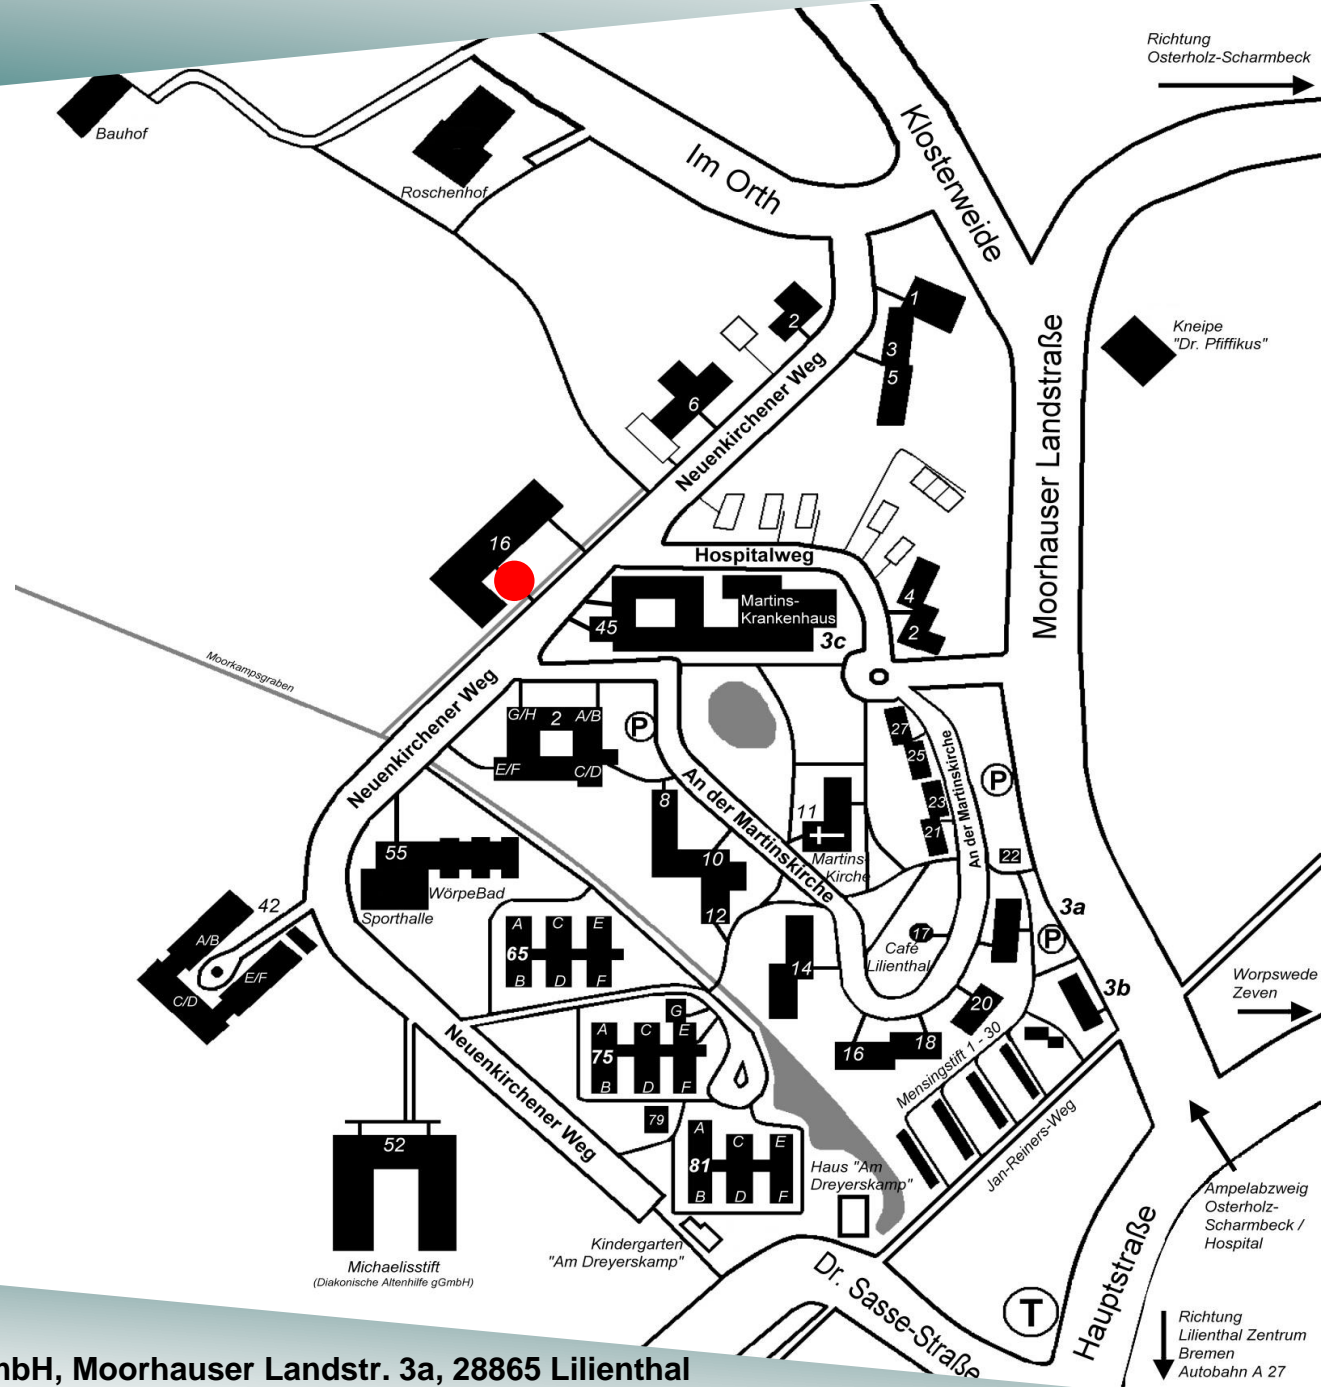 Richtung
Osterholz-Scharmbeck
Bauhof
Roschenhof
Im Orth
Klosterweide
Kneipe
"Dr. Pfiffikus"
Moorhauser Landstraße
1
2
3
5
6
Neuenkirchener Weg
16
Hospitalweg
Martins-
Krankenhaus
45
3c
4
2
Moorkampsgraben
Neuenkirchener Weg
G/H 2 A/B
E/F C/D
P
27
25
23
21
An der Martinskirche
P
22
8
An der Martinskirche
11
Martins-
Kirche
10
12
55
WörpeBad
Sporthalle
42
A/B
E/F
C/D
A C E
65
B D F
14
17
Café
Lilienthal
3a
P
3b
20
18
16
Worpswede
Zeven
G
A C E
75
B D F
Neuenkirchener Weg
79
A C E
81
B D F
Mensingstift 1 - 30
Jan-Reiners-Weg
52
Michaelisstift
(Diakonische Altenhilfe gGmbH)
Haus "Am
Dreyerskamp"
Kindergarten
"Am Dreyerskamp"
Ampelabzweig
Osterholz-
Scharmbeck /
Hospital
Dr. Sasse-Straße
T
Hauptstraße
Richtung
Lilienthal Zentrum
Bremen
Autobahn A 27
mbH, Moorhauser Landstr. 3a, 28865 Lilienthal